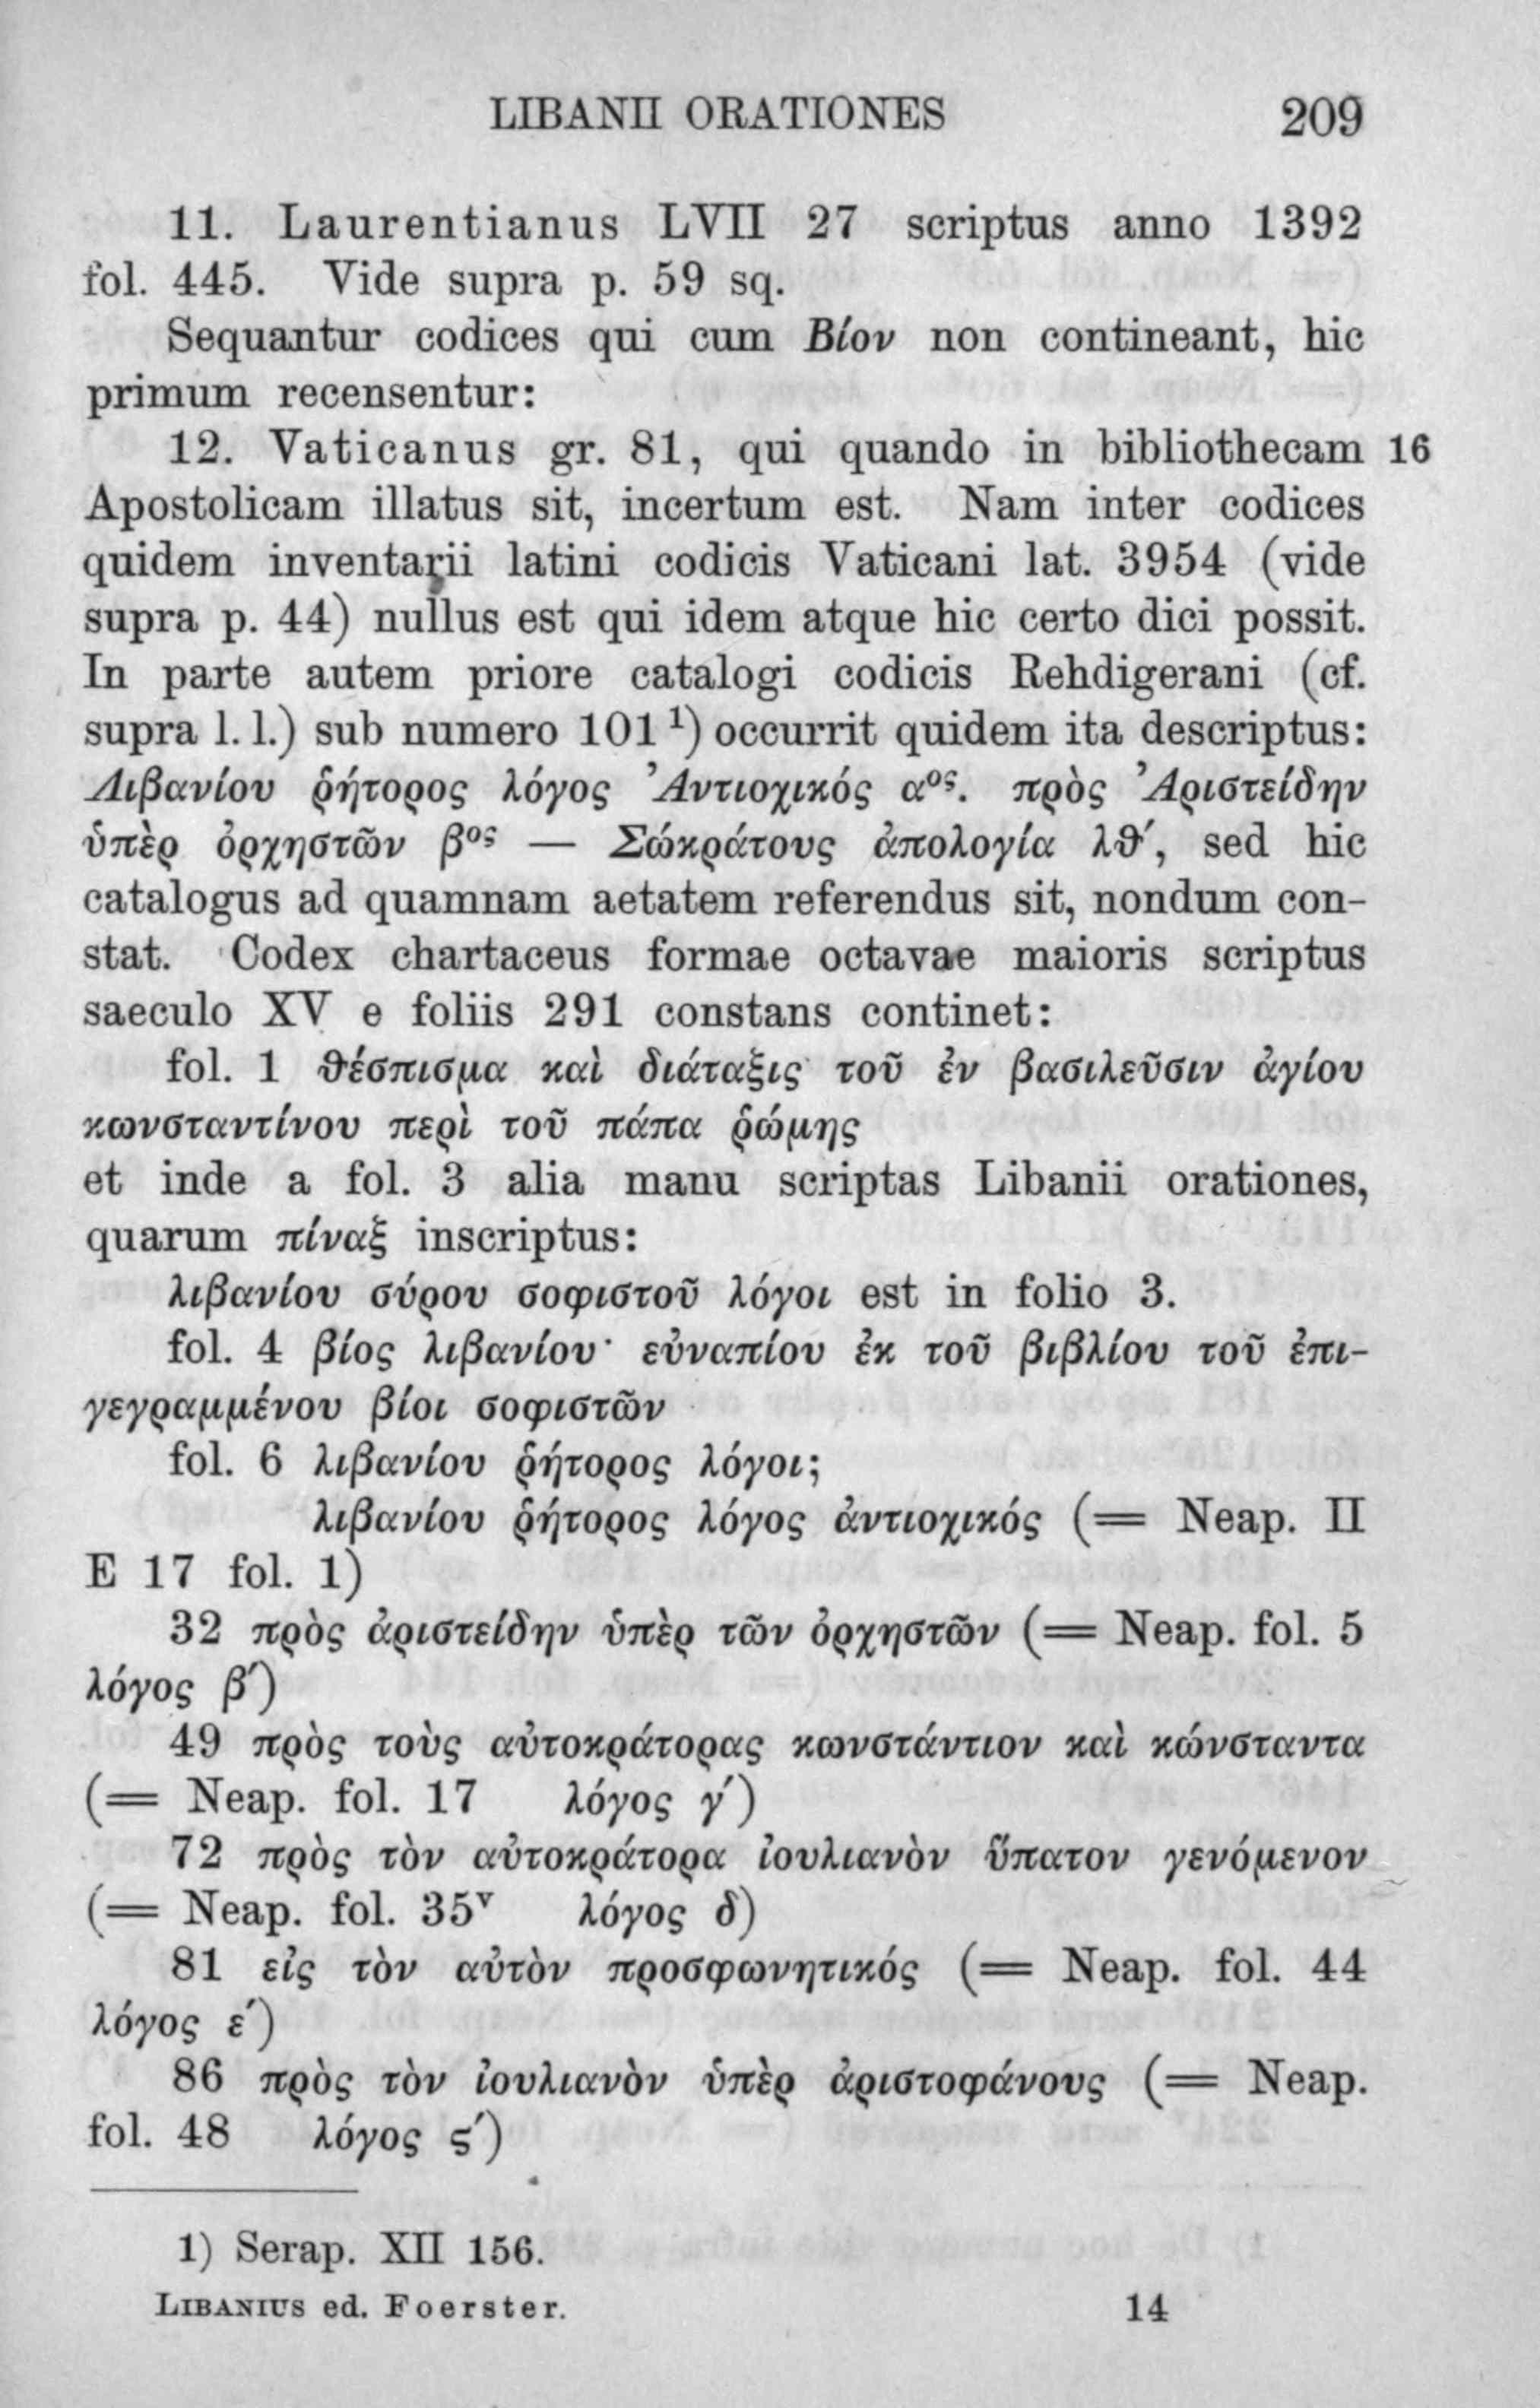 LIBANII ORATIONES 209
11. Laurentianus LVII 27 scriptus anno 1392
fol. 445. Vide supra p. 59 sq.
Sequantur codices qui cum Βίον non contineant, hic
primum recensentur:
12. Vaticanus gr. 81, qui quando in bibliothecam 16
Apostolicam illatus sit, incertum est. Nam inter codices
quidem inventarii latini codicis Vaticani lat. 3954 (vide
supra p. 44) nullus est qui idem atque hic certo dici possit.
In parte autem priore catalogi codicis Rehdigerani (cf.
supra l. l.) sub numero 101 ¹) occurrit quidem ita descriptus:
Λιβανίου ῥήτορος λόγος Ἀντιοχικός αος. πρὸς Ἀριστείδην
ὑπὲρ ὀρχηστῶν βος — Σώκράτους ἀπολογία λθ′, sed hic
catalogus ad quamnam aetatem referendus sit, nondum con-
stat. Codex chartaceus formae octavae maioris scriptus
saeculo XV e foliis 291 constans continet:
fol. 1 θέσπισμα καὶ διάταξις τοῦ ἐν βασιλεῦσιν ἁγίου
κωνσταντίνου περὶ τοῦ πάπα ῥώμης
et inde a fol. 3 alia manu scriptas Libanii orationes,
quarum πίναξ inscriptus:
λιβανίου σύρου σοφιστοῦ λόγοι est in folio 3.
fol. 4 βίος λιβανίου· εὐναπίου ἐκ τοῦ βιβλίου τοῦ ἐπι-
γεγραμμένου βίοι σοφιστῶν
fol. 6 λιβανίου ῥήτορος λόγοι;
λιβανίου ῥήτορος λόγος ἀντιοχικός (= Neap. II
E 17 fol. 1)
32 πρὸς ἀριστείδην ὑπὲρ τῶν ὀρχηστῶν (= Neap. fol. 5
λόγος β′)
49 πρὸς τοὺς αὐτοκράτορας κωνστάντιον καὶ κώνσταντα
(= Neap. fol. 17 λόγος γ′)
72 πρὸς τὸν αὐτοκράτορα ἰουλιανὸν ὕπατον γενόμενον
(= Neap. fol. 35ᵛ λόγος δ)
81 εἰς τὸν αὐτὸν προσφωνητικός (= Neap. fol. 44
λόγος ε′)
86 πρὸς τὸν ἰουλιανὸν ὑπὲρ ἀριστοφάνους (= Neap.
fol. 48 λόγος ϛ′)
1) Serap. XII 156.
LIBANIUS ed. Foerster. 14